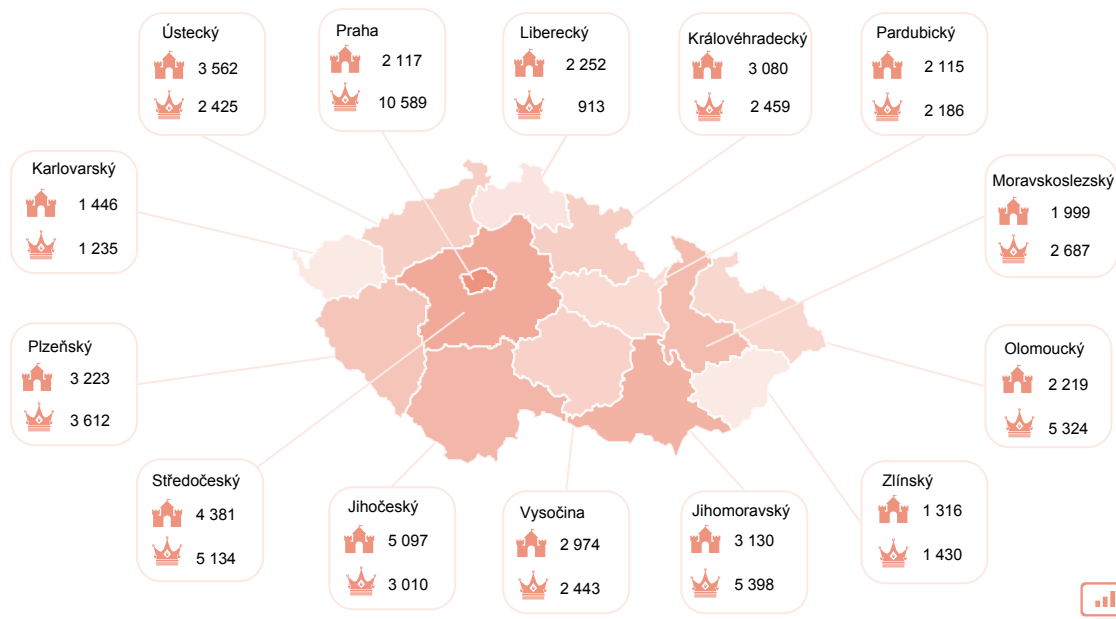 Ústecký
3 562
2 425
Praha
2 117
10 589
Liberecký
2 252
913
Královéhradecký
3 080
2 459
Pardubický
2 115
2 186
Karlovarský
1 446
1 235
Moravskoslezský
1 999
2 687
Plzeňský
3 223
3 612
Olomoucký
2 219
5 324
Středočeský
4 381
5 134
Jihočeský
5 097
3 010
Vysočina
2 974
2 443
Jihomoravský
3 130
5 398
Zlínský
1 316
1 430